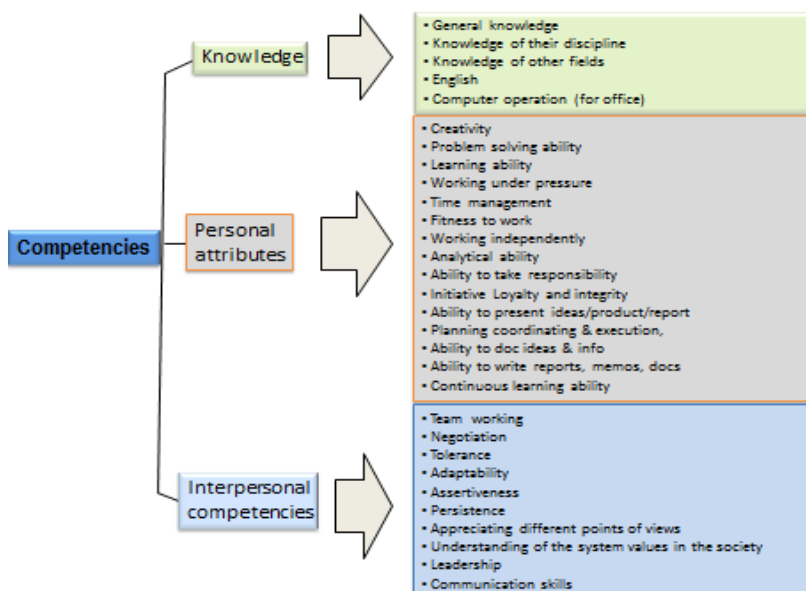 Competencies
Knowledge
• General knowledge
• Knowledge of their discipline
• Knowledge of other fields
• English
• Computer operation (for office)
Personal
attributes
• Creativity
• Problem solving ability
• Learning ability
• Working under pressure
• Time management
• Fitness to work
• Working independently
• Analytical ability
• Ability to take responsibility
• Initiative Loyalty and integrity
• Ability to present ideas/product/report
• Planning coordinating & execution,
• Ability to doc ideas & info
• Ability to write reports, memos, docs
• Continuous learning ability
Interpersonal
competencies
• Team working
• Negotiation
• Tolerance
• Adaptability
• Assertiveness
• Persistence
• Appreciating different points of views
• Understanding of the system values in the society
• Leadership
• Communication skills